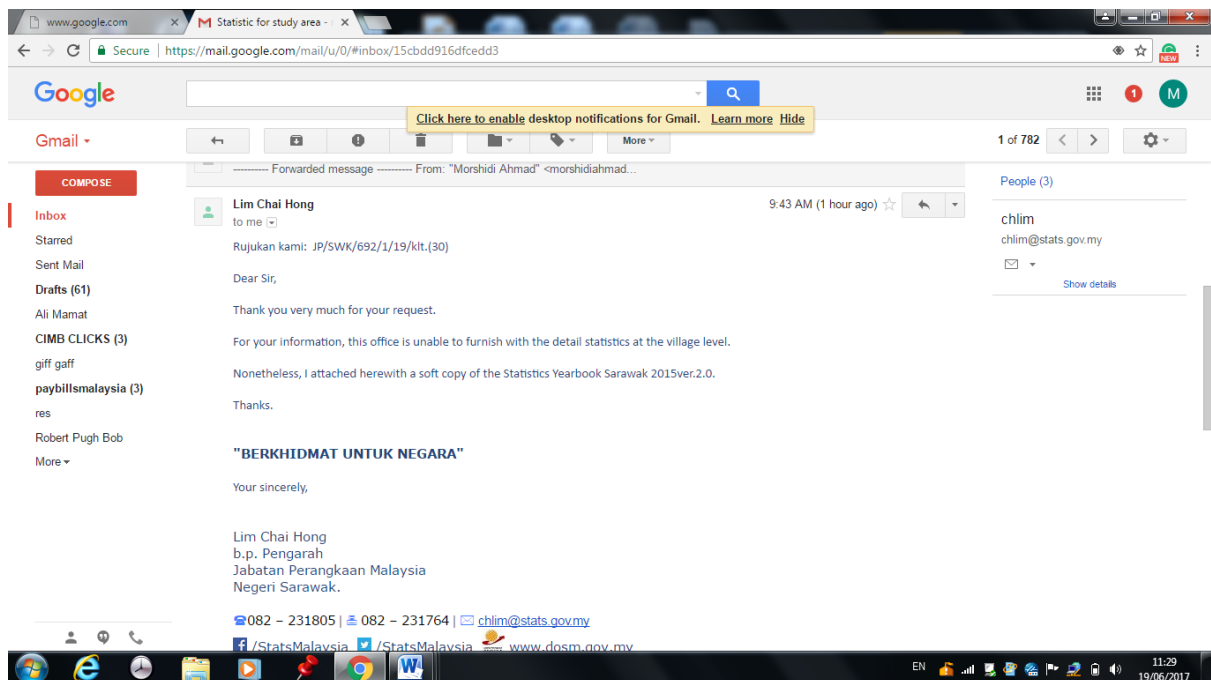 www.google.com
Statistic for study area -
Secure https://mail.google.com/mail/u/0/#inbox/15cbdd916dfcedd3
NEW
Google
1 M
Click here to enable desktop notifications for Gmail. Learn more Hide
Gmail
More
1 of 782
COMPOSE
Inbox
Starred
Sent Mail
Drafts (61)
Ali Mamat
CIMB CLICKS (3)
giff gaff
paybillsmalaysia (3)
res
Robert Pugh Bob
More
---------- Forwarded message ---------- From: "Morshidi Ahmad" <morshidiahmad...
Lim Chai Hong
9:43 AM (1 hour ago)
to me
Rujukan kami: JP/SWK/692/1/19/klt.(30)
Dear Sir,
Thank you very much for your request.
For your information, this office is unable to furnish with the detail statistics at the village level.
Nonetheless, I attached herewith a soft copy of the Statistics Yearbook Sarawak 2015ver.2.0.
Thanks.
"BERKHIDMAT UNTUK NEGARA"
Your sincerely,
Lim Chai Hong
b.p. Pengarah
Jabatan Perangkaan Malaysia
Negeri Sarawak.
082 – 231805 | 082 – 231764 | chlim@stats.gov.my
/StatsMalaysia /StatsMalaysia www.dosm.gov.my
People (3)
chlim
chlim@stats.gov.my
Show details
EN
11:29
19/06/2017